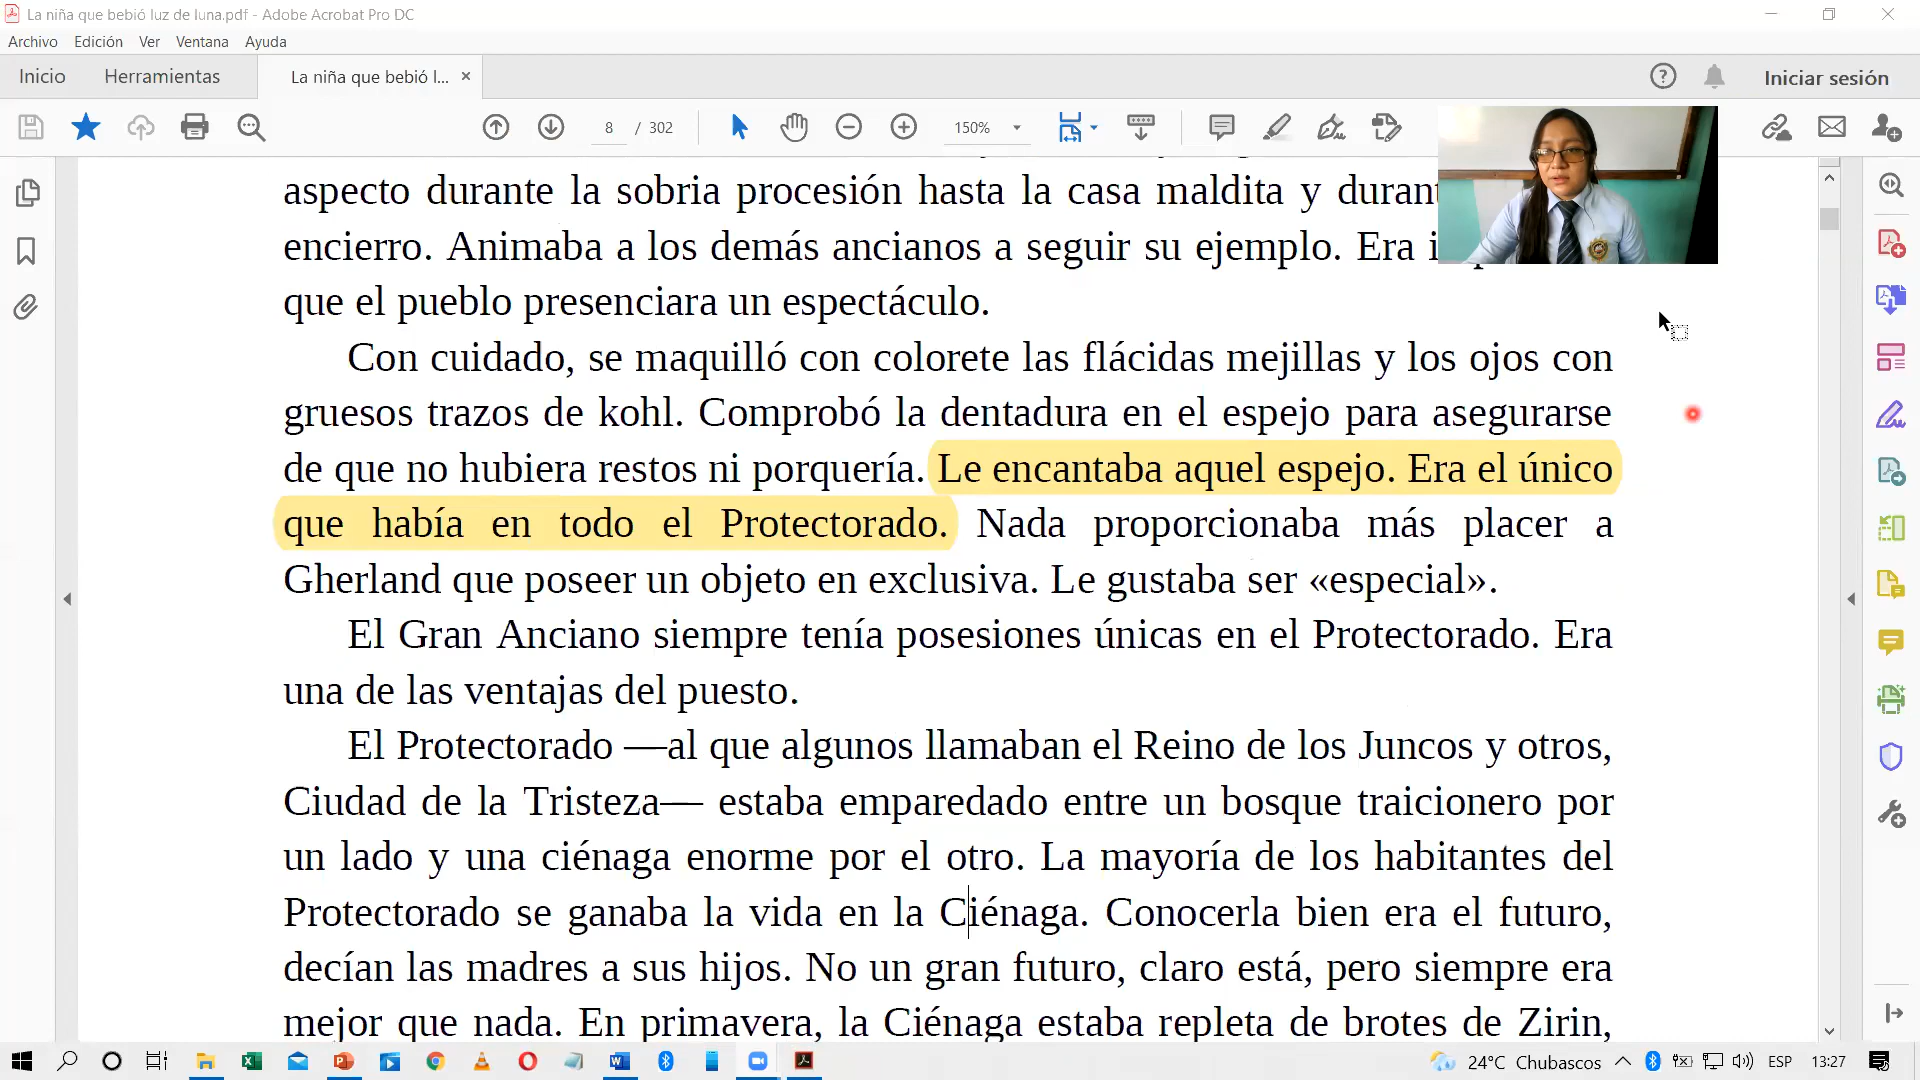 La niña que bebió luz de luna.pdf - Adobe Acrobat Pro DC
Archivo Edición Ver Ventana Ayuda
Inicio Herramientas La niña que bebió l... × Iniciar sesión
8 / 302 150%
aspecto durante la sobria procesión hasta la casa maldita y durant
encierro. Animaba a los demás ancianos a seguir su ejemplo. Era
que el pueblo presenciara un espectáculo.
Con cuidado, se maquilló con colorete las flácidas mejillas y los ojos con
gruesos trazos de kohl. Comprobó la dentadura en el espejo para asegurarse
de que no hubiera restos ni porquería. Le encantaba aquel espejo. Era el único
que había en todo el Protectorado. Nada proporcionaba más placer a
Gherland que poseer un objeto en exclusiva. Le gustaba ser «especial».
El Gran Anciano siempre tenía posesiones únicas en el Protectorado. Era
una de las ventajas del puesto.
El Protectorado —al que algunos llamaban el Reino de los Juncos y otros,
Ciudad de la Tristeza— estaba emparedado entre un bosque traicionero por
un lado y una ciénaga enorme por el otro. La mayoría de los habitantes del
Protectorado se ganaba la vida en la Ciénaga. Conocerla bien era el futuro,
decían las madres a sus hijos. No un gran futuro, claro está, pero siempre era
mejor que nada. En primavera, la Ciénaga estaba repleta de brotes de Zirin,
24°C Chubascos ESP 13:27